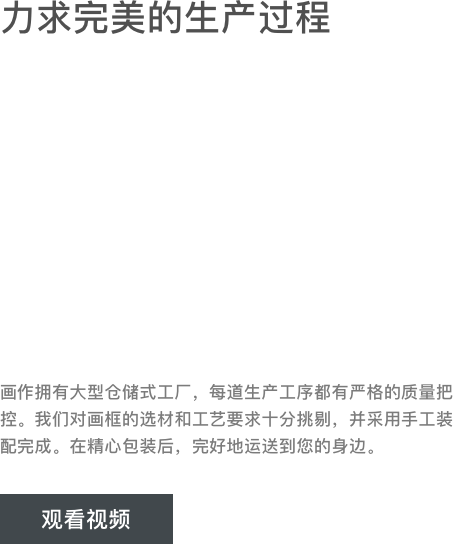 力求完美的生产过程
画作拥有大型仓储式工厂，每道生产工序都有严格的质量把
控。我们对画框的选材和工艺要求十分挑剔，并采用手工装
配完成。在精心包装后，完好地运送到您的身边。
观看视频